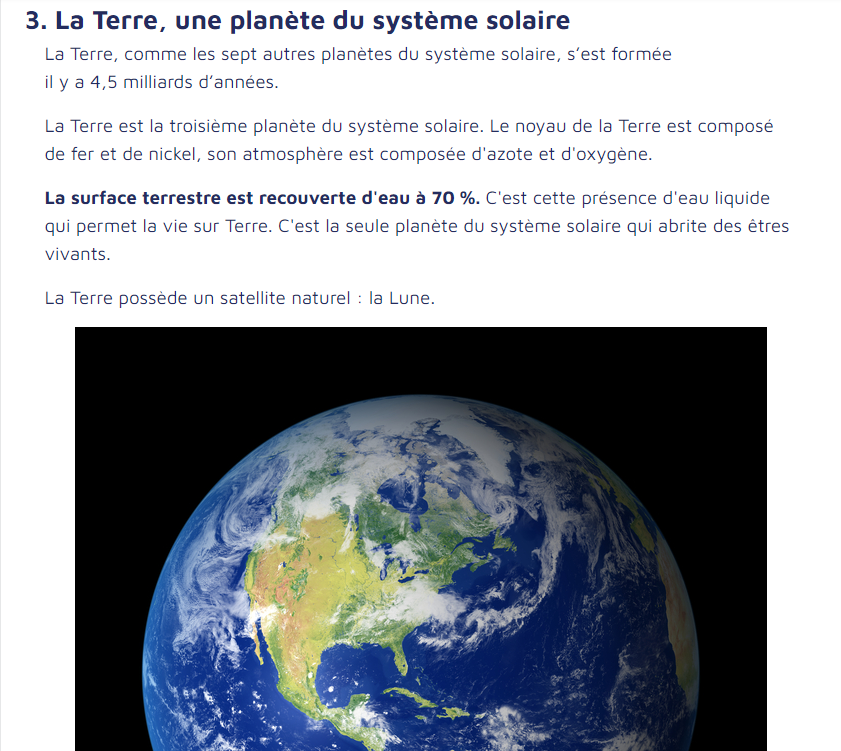 3. La Terre, une planète du système solaire
La Terre, comme les sept autres planètes du système solaire, s’est formée
il y a 4,5 milliards d’années.
La Terre est la troisième planète du système solaire. Le noyau de la Terre est composé
de fer et de nickel, son atmosphère est composée d'azote et d'oxygène.
La surface terrestre est recouverte d'eau à 70 %. C'est cette présence d'eau liquide
qui permet la vie sur Terre. C'est la seule planète du système solaire qui abrite des êtres
vivants.
La Terre possède un satellite naturel : la Lune.